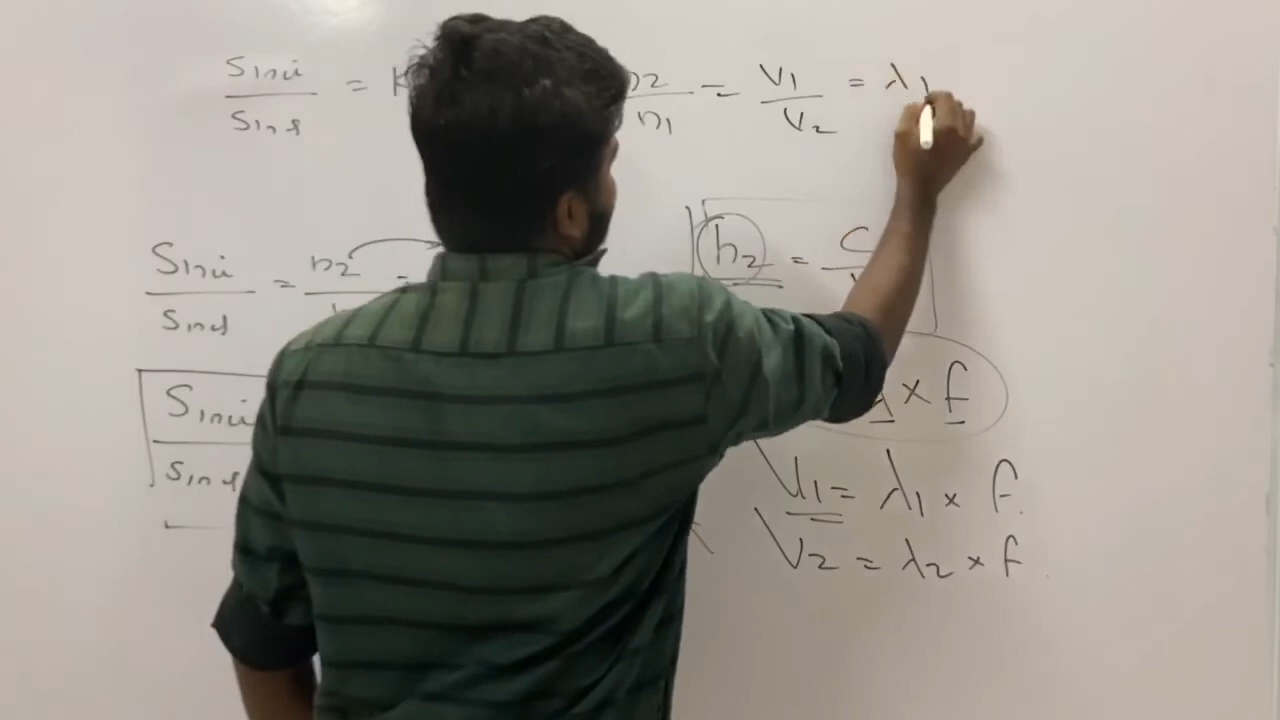 sin i / sin r = K n2 / n1 = V1 / V2 = λ1
sin i / sin r = n2 /
n2 = C /
sin i / sin r
λ × f
V1 = λ1 × f
V2 = λ2 × f